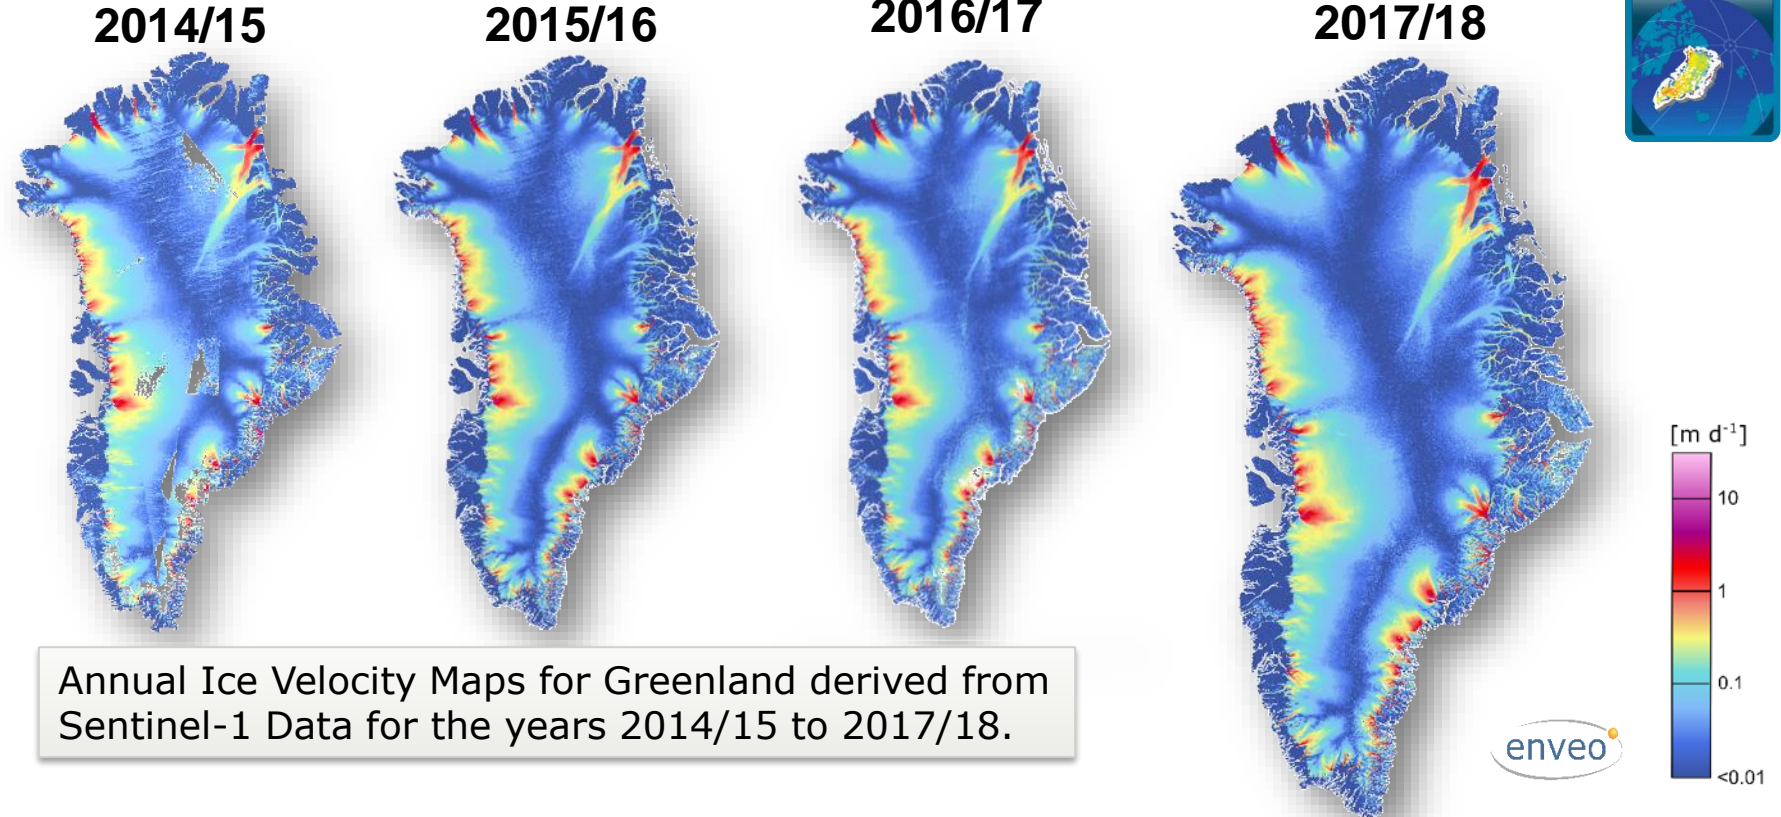 2014/15
2015/16
2016/17
2017/18
[m d⁻¹]
10
1
0.1
<0.01
Annual Ice Velocity Maps for Greenland derived from
Sentinel-1 Data for the years 2014/15 to 2017/18.
enveo